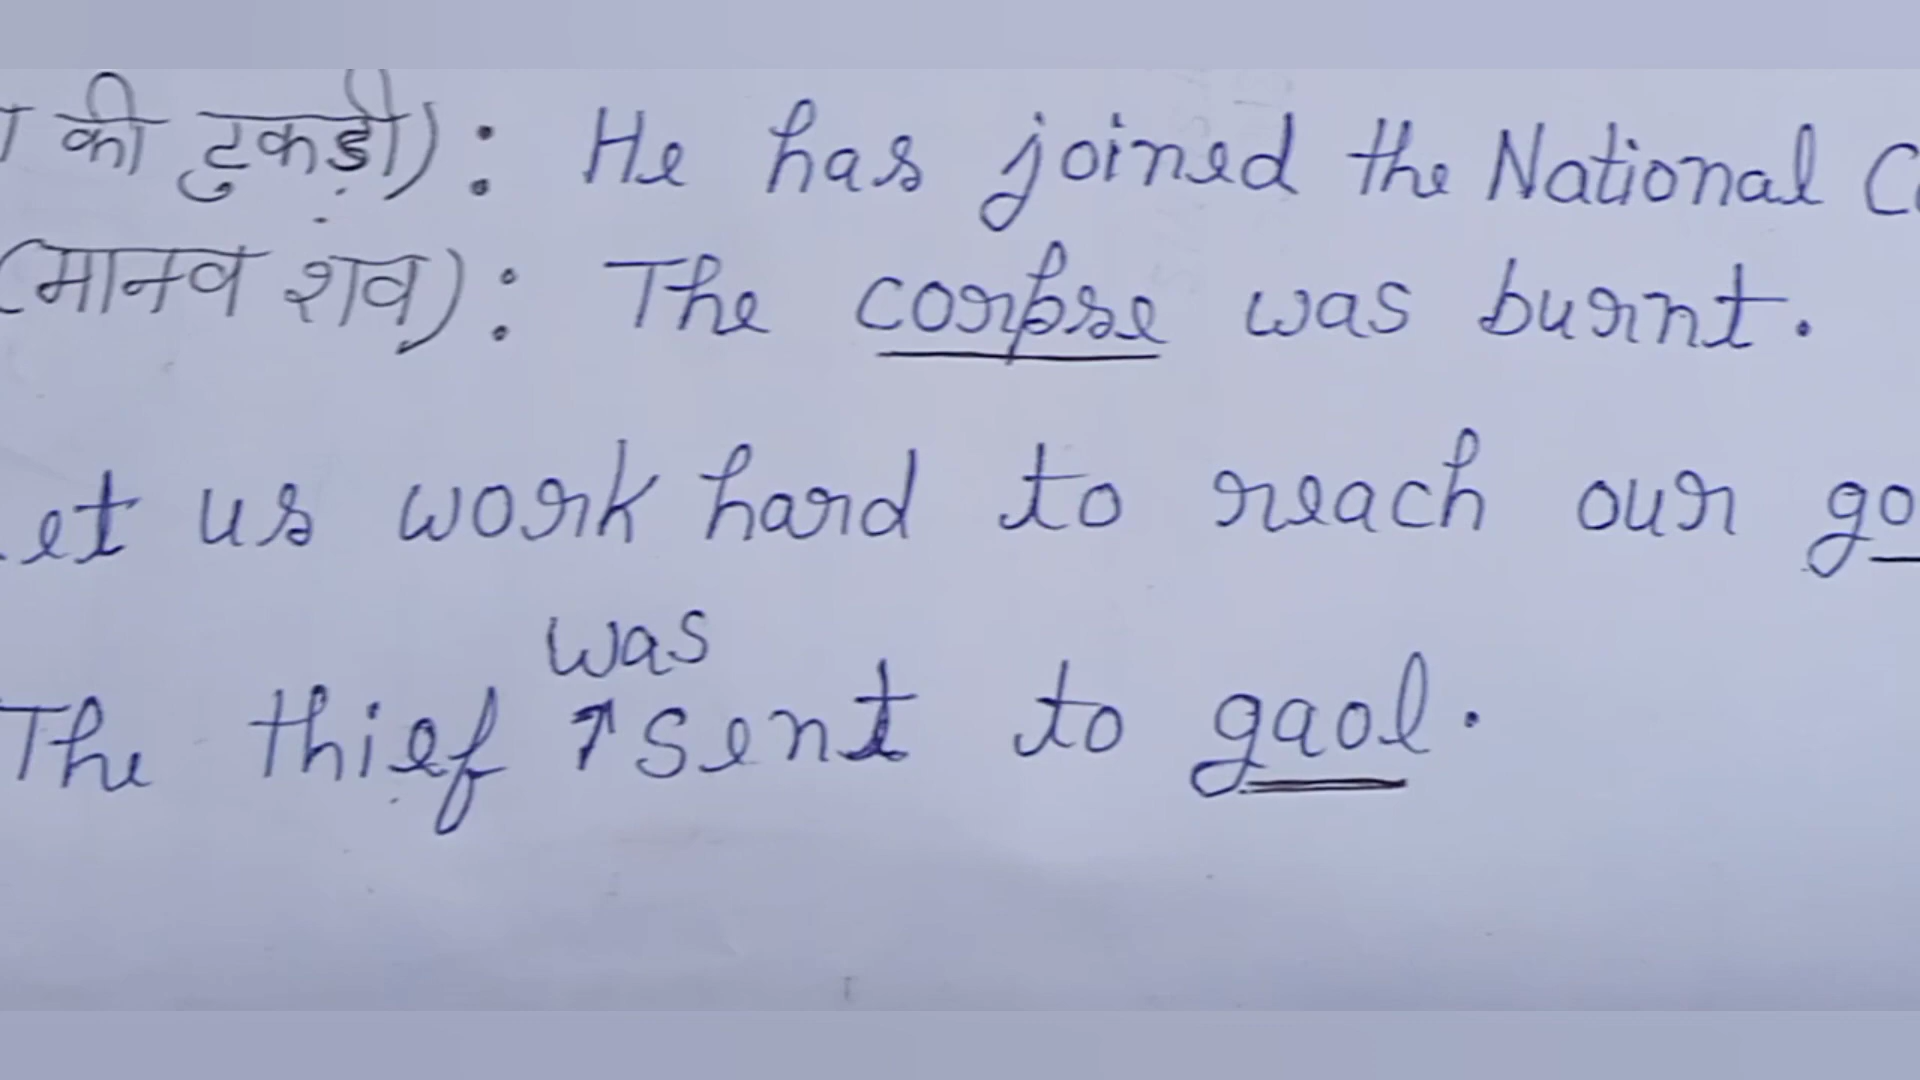 की टुकड़ी): He has joined the National
(मानव शव): The corpse was burnt.
Let us work hard to reach our go
The thief was sent to gaol.